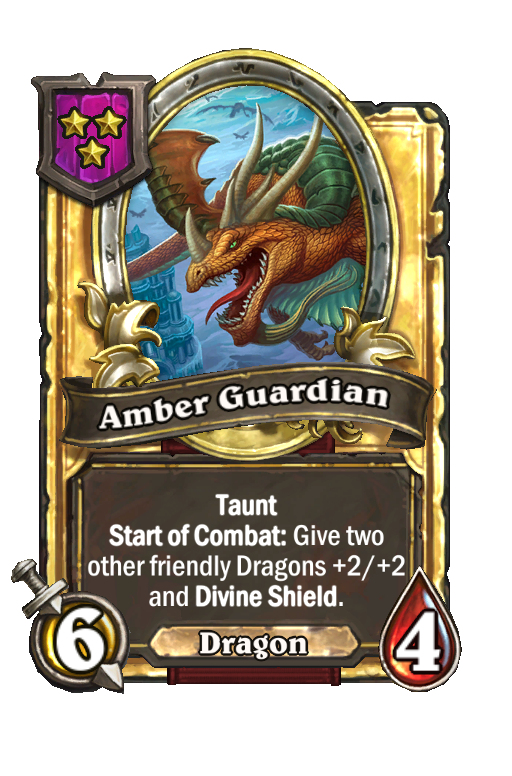 Amber Guardian
Taunt
Start of Combat: Give two
other friendly Dragons +2/+2
and Divine Shield.
6
Dragon
4